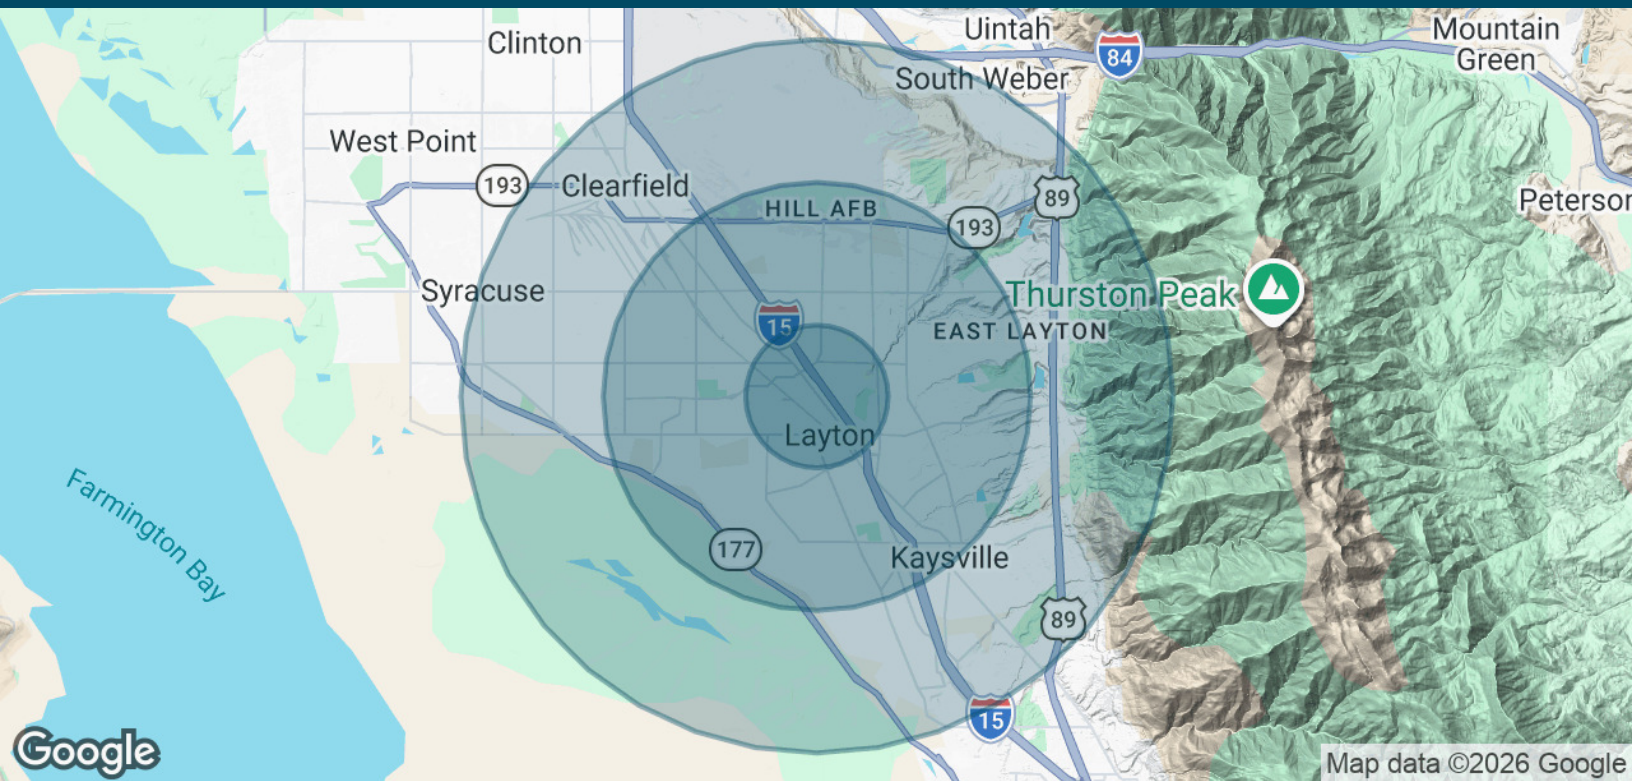 Clinton
Uintah
Mountain
Green
84
South Weber
West Point
193
Clearfield
89
HILL AFB
193
Peterson
Syracuse
Thurston Peak
15
EAST LAYTON
Layton
Farmington Bay
177
Kaysville
89
15
Google
Map data ©2026 Google